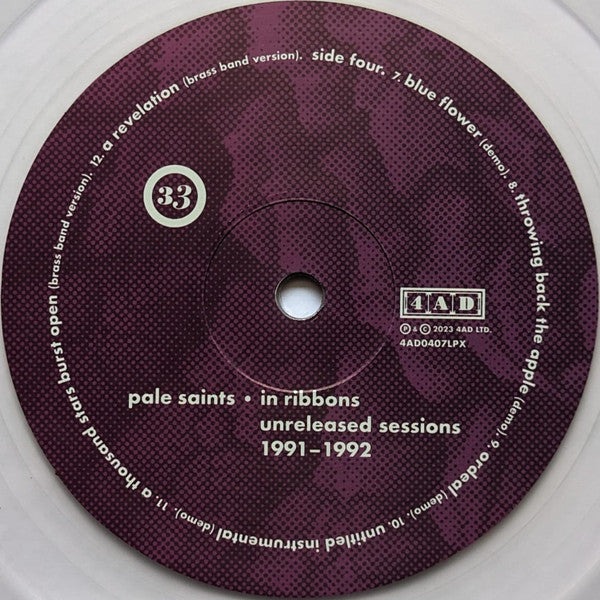 side four. 7. blue flower (demo). 8. throwing back the apple (demo). 9. ordeal (demo). 10. untitled instrumental (demo). 11. a thousand stars burst open (brass band version). 12. a revelation (brass band version).
33
4AD
℗ & © 2023 4AD LTD.
4AD0407LPX
pale saints • in ribbons
unreleased sessions
1991–1992